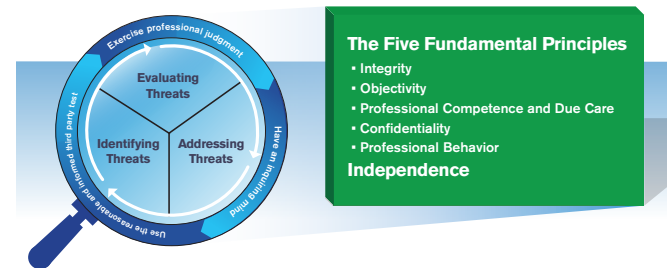 Exercise professional judgment
Have an inquiring mind
Use the reasonable and informed third party test
Evaluating
Threats
Identifying
Threats
Addressing
Threats
The Five Fundamental Principles
▪ Integrity
▪ Objectivity
▪ Professional Competence and Due Care
▪ Confidentiality
▪ Professional Behavior
Independence